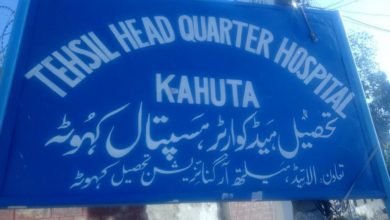 TEHSIL HEAD QUARTER HOSPITAL
KAHUTA
تحصیل ہیڈ کوارٹر ہسپتال کہوٹہ
تعاون: الائیڈ ہیلتھ آرگنائزیشن تحصیل کہوٹہ